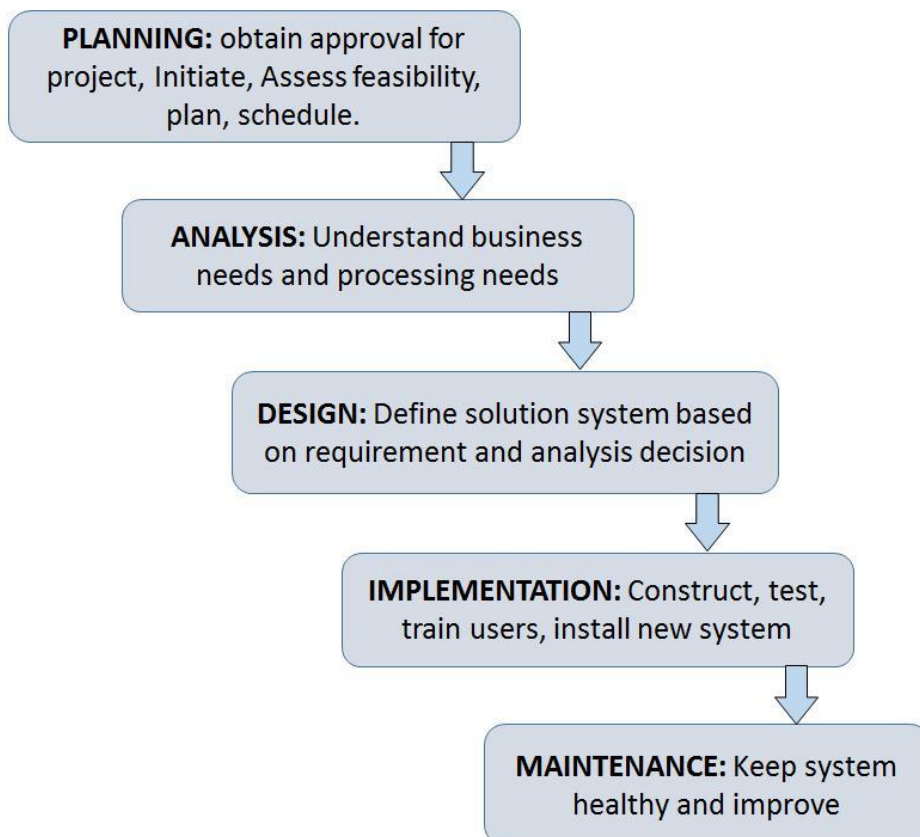 PLANNING: obtain approval for
project, Initiate, Assess feasibility,
plan, schedule.
ANALYSIS: Understand business
needs and processing needs
DESIGN: Define solution system based
on requirement and analysis decision
IMPLEMENTATION: Construct, test,
train users, install new system
MAINTENANCE: Keep system
healthy and improve